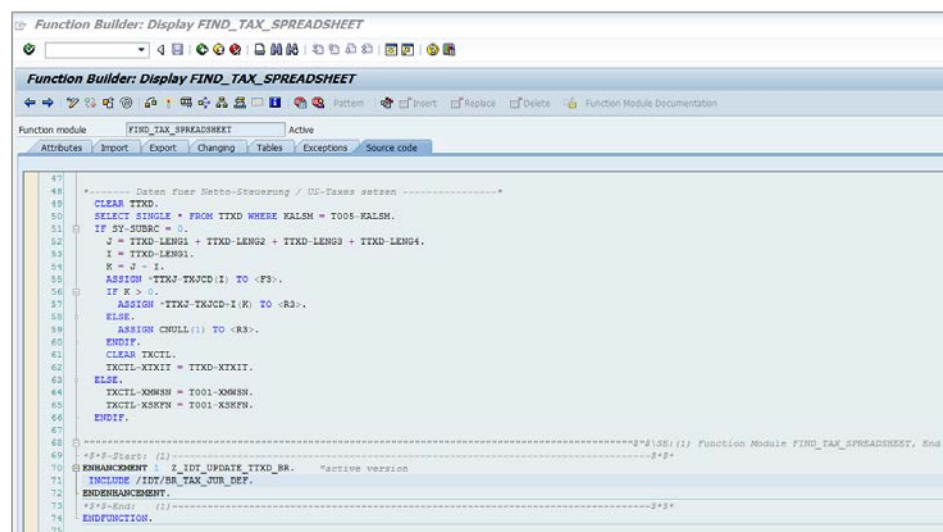 Function Builder: Display FIND_TAX_SPREADSHEET
Function Builder: Display FIND_TAX_SPREADSHEET
Pattern Insert Replace Delete Function Module Documentation
Function module FIND_TAX_SPREADSHEET Active
Attributes Import Export Changing Tables Exceptions Source code
47
48 *------- Daten fuer Netto-Steuerung / US-Taxes setzen ----------------*
49 CLEAR TTXD.
50 SELECT SINGLE * FROM TTXD WHERE KALSM = T005-KALSM.
51 IF SY-SUBRC = 0.
52 J = TTXD-LENG1 + TTXD-LENG2 + TTXD-LENG3 + TTXD-LENG4.
53 I = TTXD-LENG1.
54 K = J - I.
55 ASSIGN *TTXJ-TXJCD(I) TO <F3>.
56 IF K > 0.
57 ASSIGN *TTXJ-TXJCD+I(K) TO <R3>.
58 ELSE.
59 ASSIGN CNULL(1) TO <R3>.
60 ENDIF.
61 CLEAR TXCTL.
62 TXCTL-XTXIT = TTXD-XTXIT.
63 ELSE.
64 TXCTL-XMWSN = T001-XMWSN.
65 TXCTL-XSKFN = T001-XSKFN.
66 ENDIF.
67
68 """"""""""""""""""""""""""""""""""""""""""""""""""""""""""""""""""""""""""""""""""""""""""""""""""$"$\SE:(1) Function Module FIND_TAX_SPREADSHEET, End
69 *$*$-Start: (1)---------------------------------------------------------------------------------$*$*
70 ENHANCEMENT 1 Z_IDT_UPDATE_TTXD_BR. "active version
71 INCLUDE /IDT/BR_TAX_JUR_DEF.
72 ENDENHANCEMENT.
73 *$*$-End: (1)---------------------------------------------------------------------------------$*$*
74 ENDFUNCTION.
75